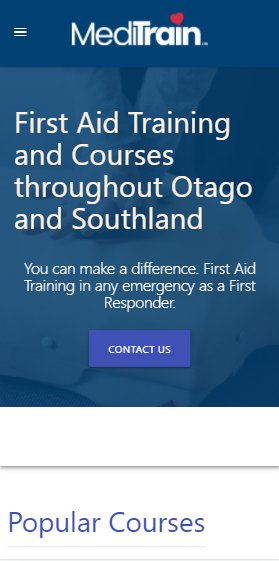 MediTrain
First Aid Training
and Courses
throughout Otago
and Southland
You can make a difference. First Aid
Training in any emergency as a First
Responder.
CONTACT US
Popular Courses